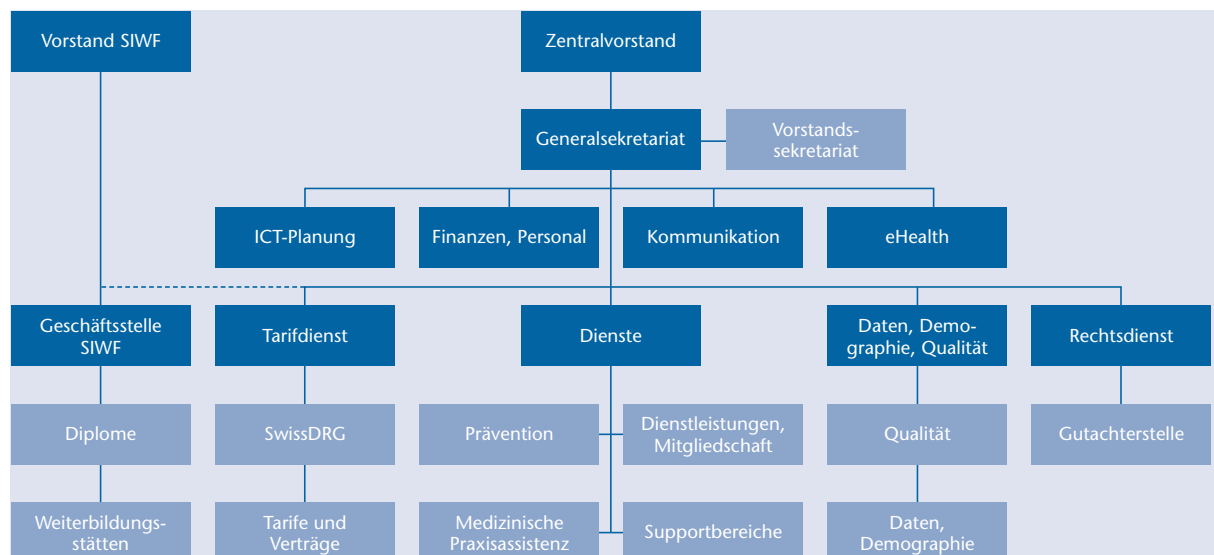 Vorstand SIWF
Zentralvorstand
Generalsekretariat
Vorstands-
sekretariat
ICT-Planung
Finanzen, Personal
Kommunikation
eHealth
Geschäftsstelle
SIWF
Tarifdienst
Dienste
Daten, Demo-
graphie, Qualität
Rechtsdienst
Diplome
SwissDRG
Prävention
Dienstleistungen,
Mitgliedschaft
Qualität
Gutachterstelle
Weiterbildungs-
stätten
Tarife und
Verträge
Medizinische
Praxisassistenz
Supportbereiche
Daten,
Demographie